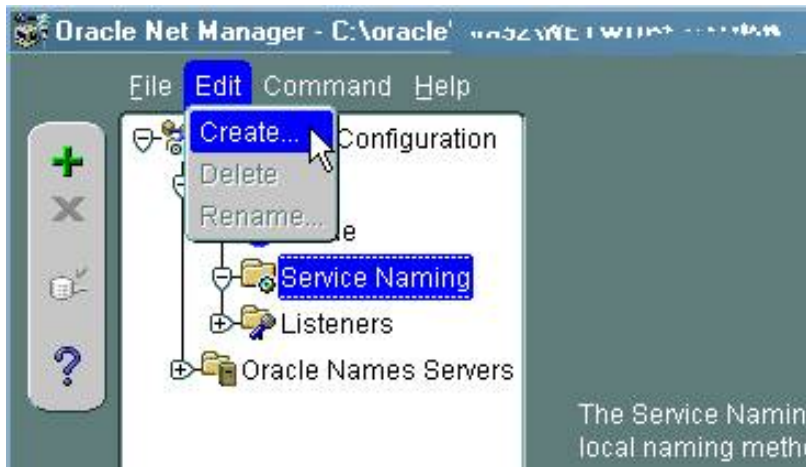 Oracle Net Manager - C:\oracle\
File Edit Command Help
Create...
Configuration
Delete
Rename...
Service Naming
Listeners
Oracle Names Servers
The Service Namin
local naming meth